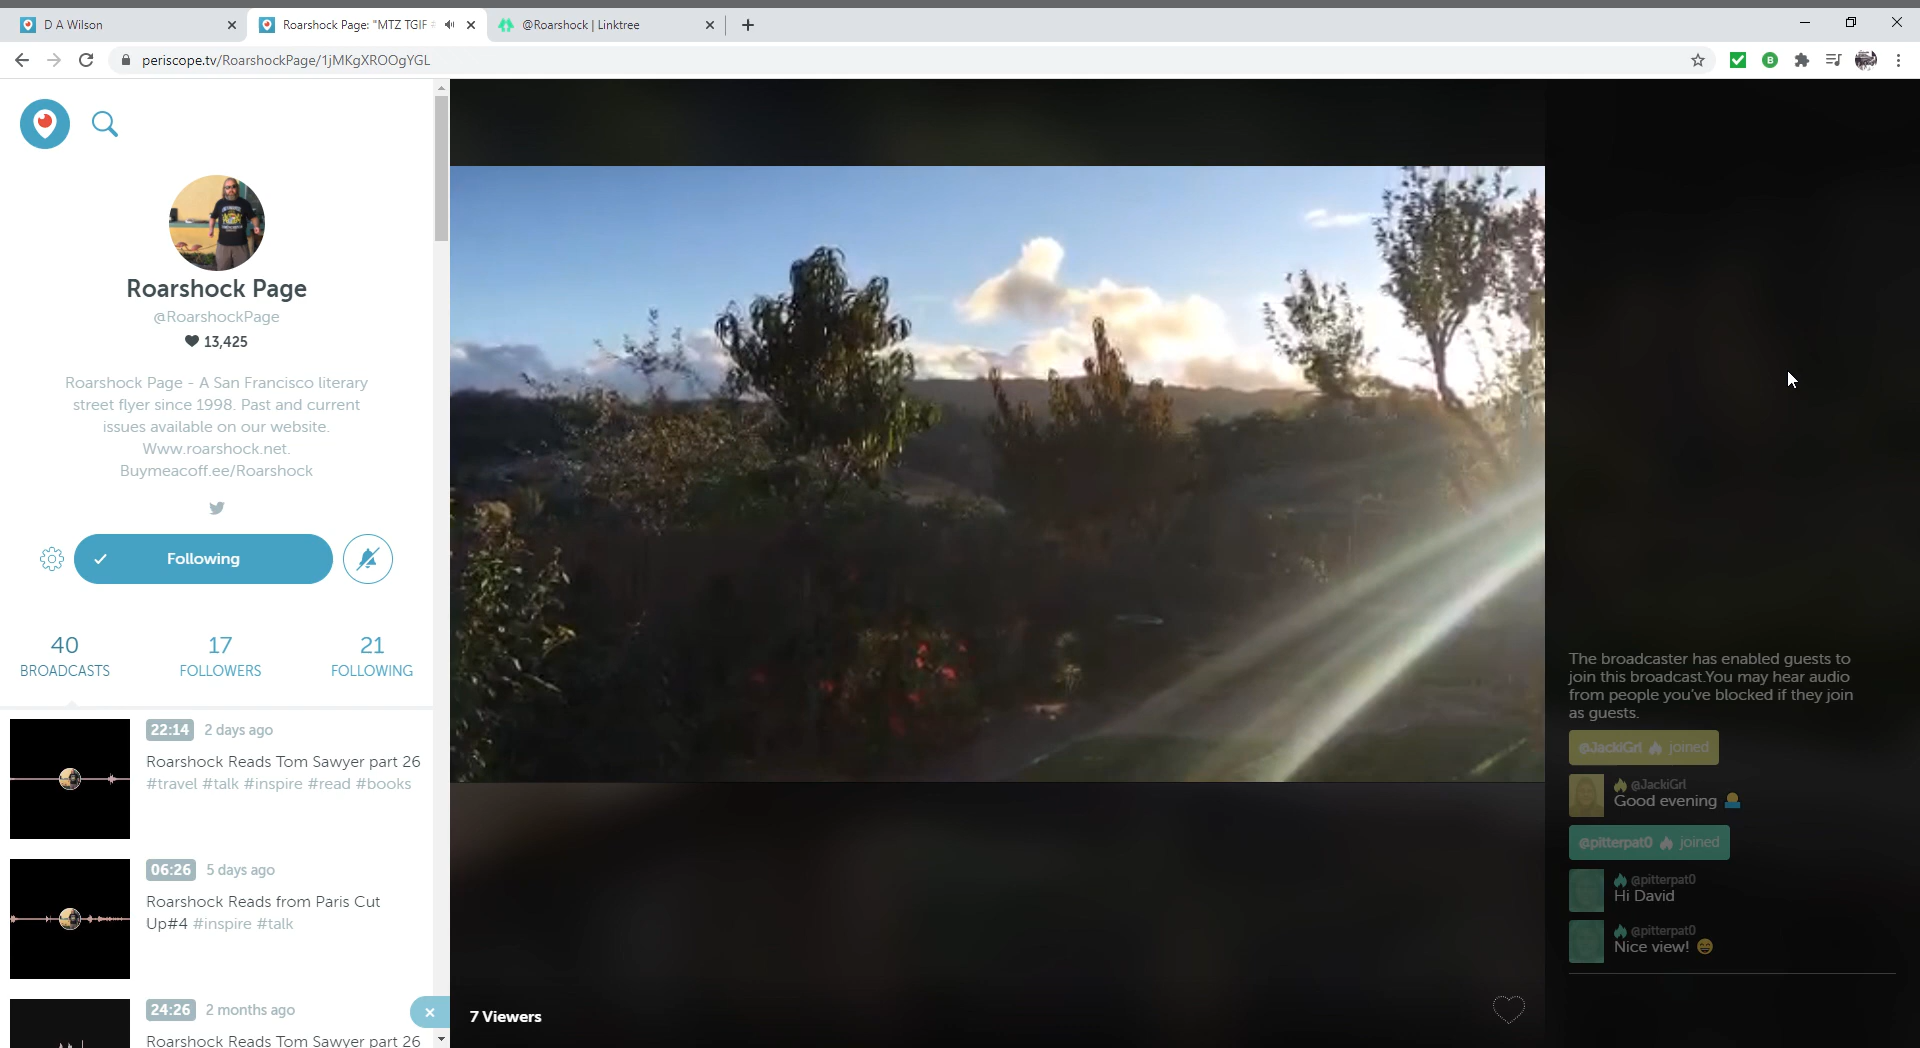 D A Wilson
Roarshock Page: "MTZ TGIF
@Roarshock | Linktree
periscope.tv/RoarshockPage/1jMKgXROOgYGL
B
Roarshock Page
@RoarshockPage
13,425
Roarshock Page - A San Francisco literary
street flyer since 1998. Past and current
issues available on our website.
Www.roarshock.net.
Buymeacoff.ee/Roarshock
Following
40
BROADCASTS
17
FOLLOWERS
21
FOLLOWING
22:14 2 days ago
Roarshock Reads Tom Sawyer part 26
#travel #talk #inspire #read #books
06:26 5 days ago
Roarshock Reads from Paris Cut
Up#4 #inspire #talk
24:26 2 months ago
Roarshock Reads Tom Sawyer part 26
7 Viewers
The broadcaster has enabled guests to
join this broadcast.You may hear audio
from people you've blocked if they join
as guests.
@JackiGrl joined
@JackiGrl
Good evening
@pitterpat0 joined
@pitterpat0
Hi David
@pitterpat0
Nice view!